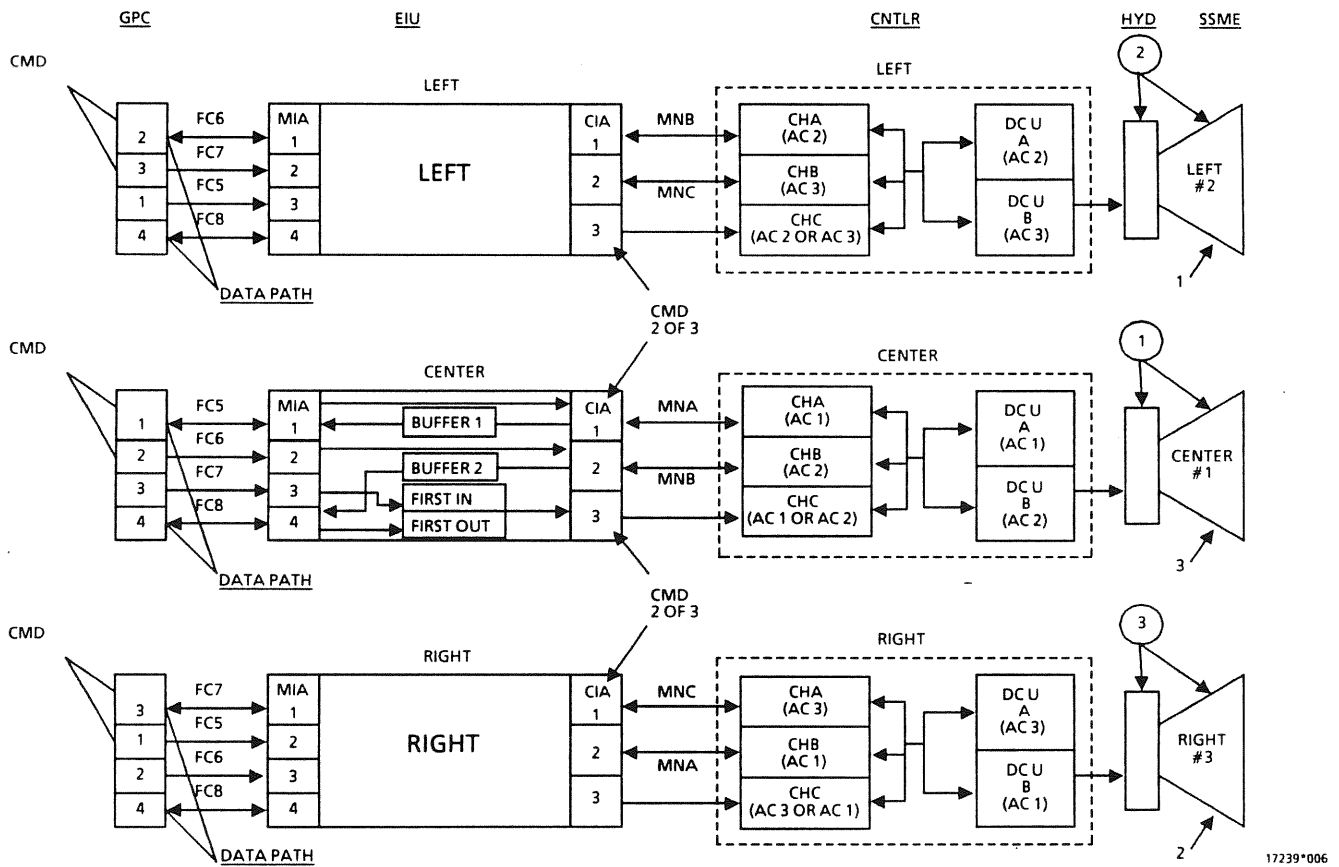 GPC
EIU
CNTLR
HYD
SSME
CMD
LEFT
LEFT
2
2
3
1
4
FC6
FC7
FC5
FC8
MIA
1
2
3
4
LEFT
CIA
1
2
3
MNB
MNC
CHA
(AC 2)
CHB
(AC 3)
CHC
(AC 2 OR AC 3)
DC U
A
(AC 2)
DC U
B
(AC 3)
LEFT
#2
1
DATA PATH
CMD
2 OF 3
CMD
CENTER
CENTER
1
1
2
3
4
FC5
FC6
FC7
FC8
MIA
1
2
3
4
BUFFER 1
BUFFER 2
FIRST IN
FIRST OUT
CIA
1
2
3
MNA
MNB
CHA
(AC 1)
CHB
(AC 2)
CHC
(AC 1 OR AC 2)
DC U
A
(AC 1)
DC U
B
(AC 2)
CENTER
#1
3
DATA PATH
CMD
2 OF 3
CMD
RIGHT
RIGHT
3
3
1
2
4
FC7
FC5
FC6
FC8
MIA
1
2
3
4
RIGHT
CIA
1
2
3
MNC
MNA
CHA
(AC 3)
CHB
(AC 1)
CHC
(AC 3 OR AC 1)
DC U
A
(AC 3)
DC U
B
(AC 1)
RIGHT
#3
2
DATA PATH
17239*006